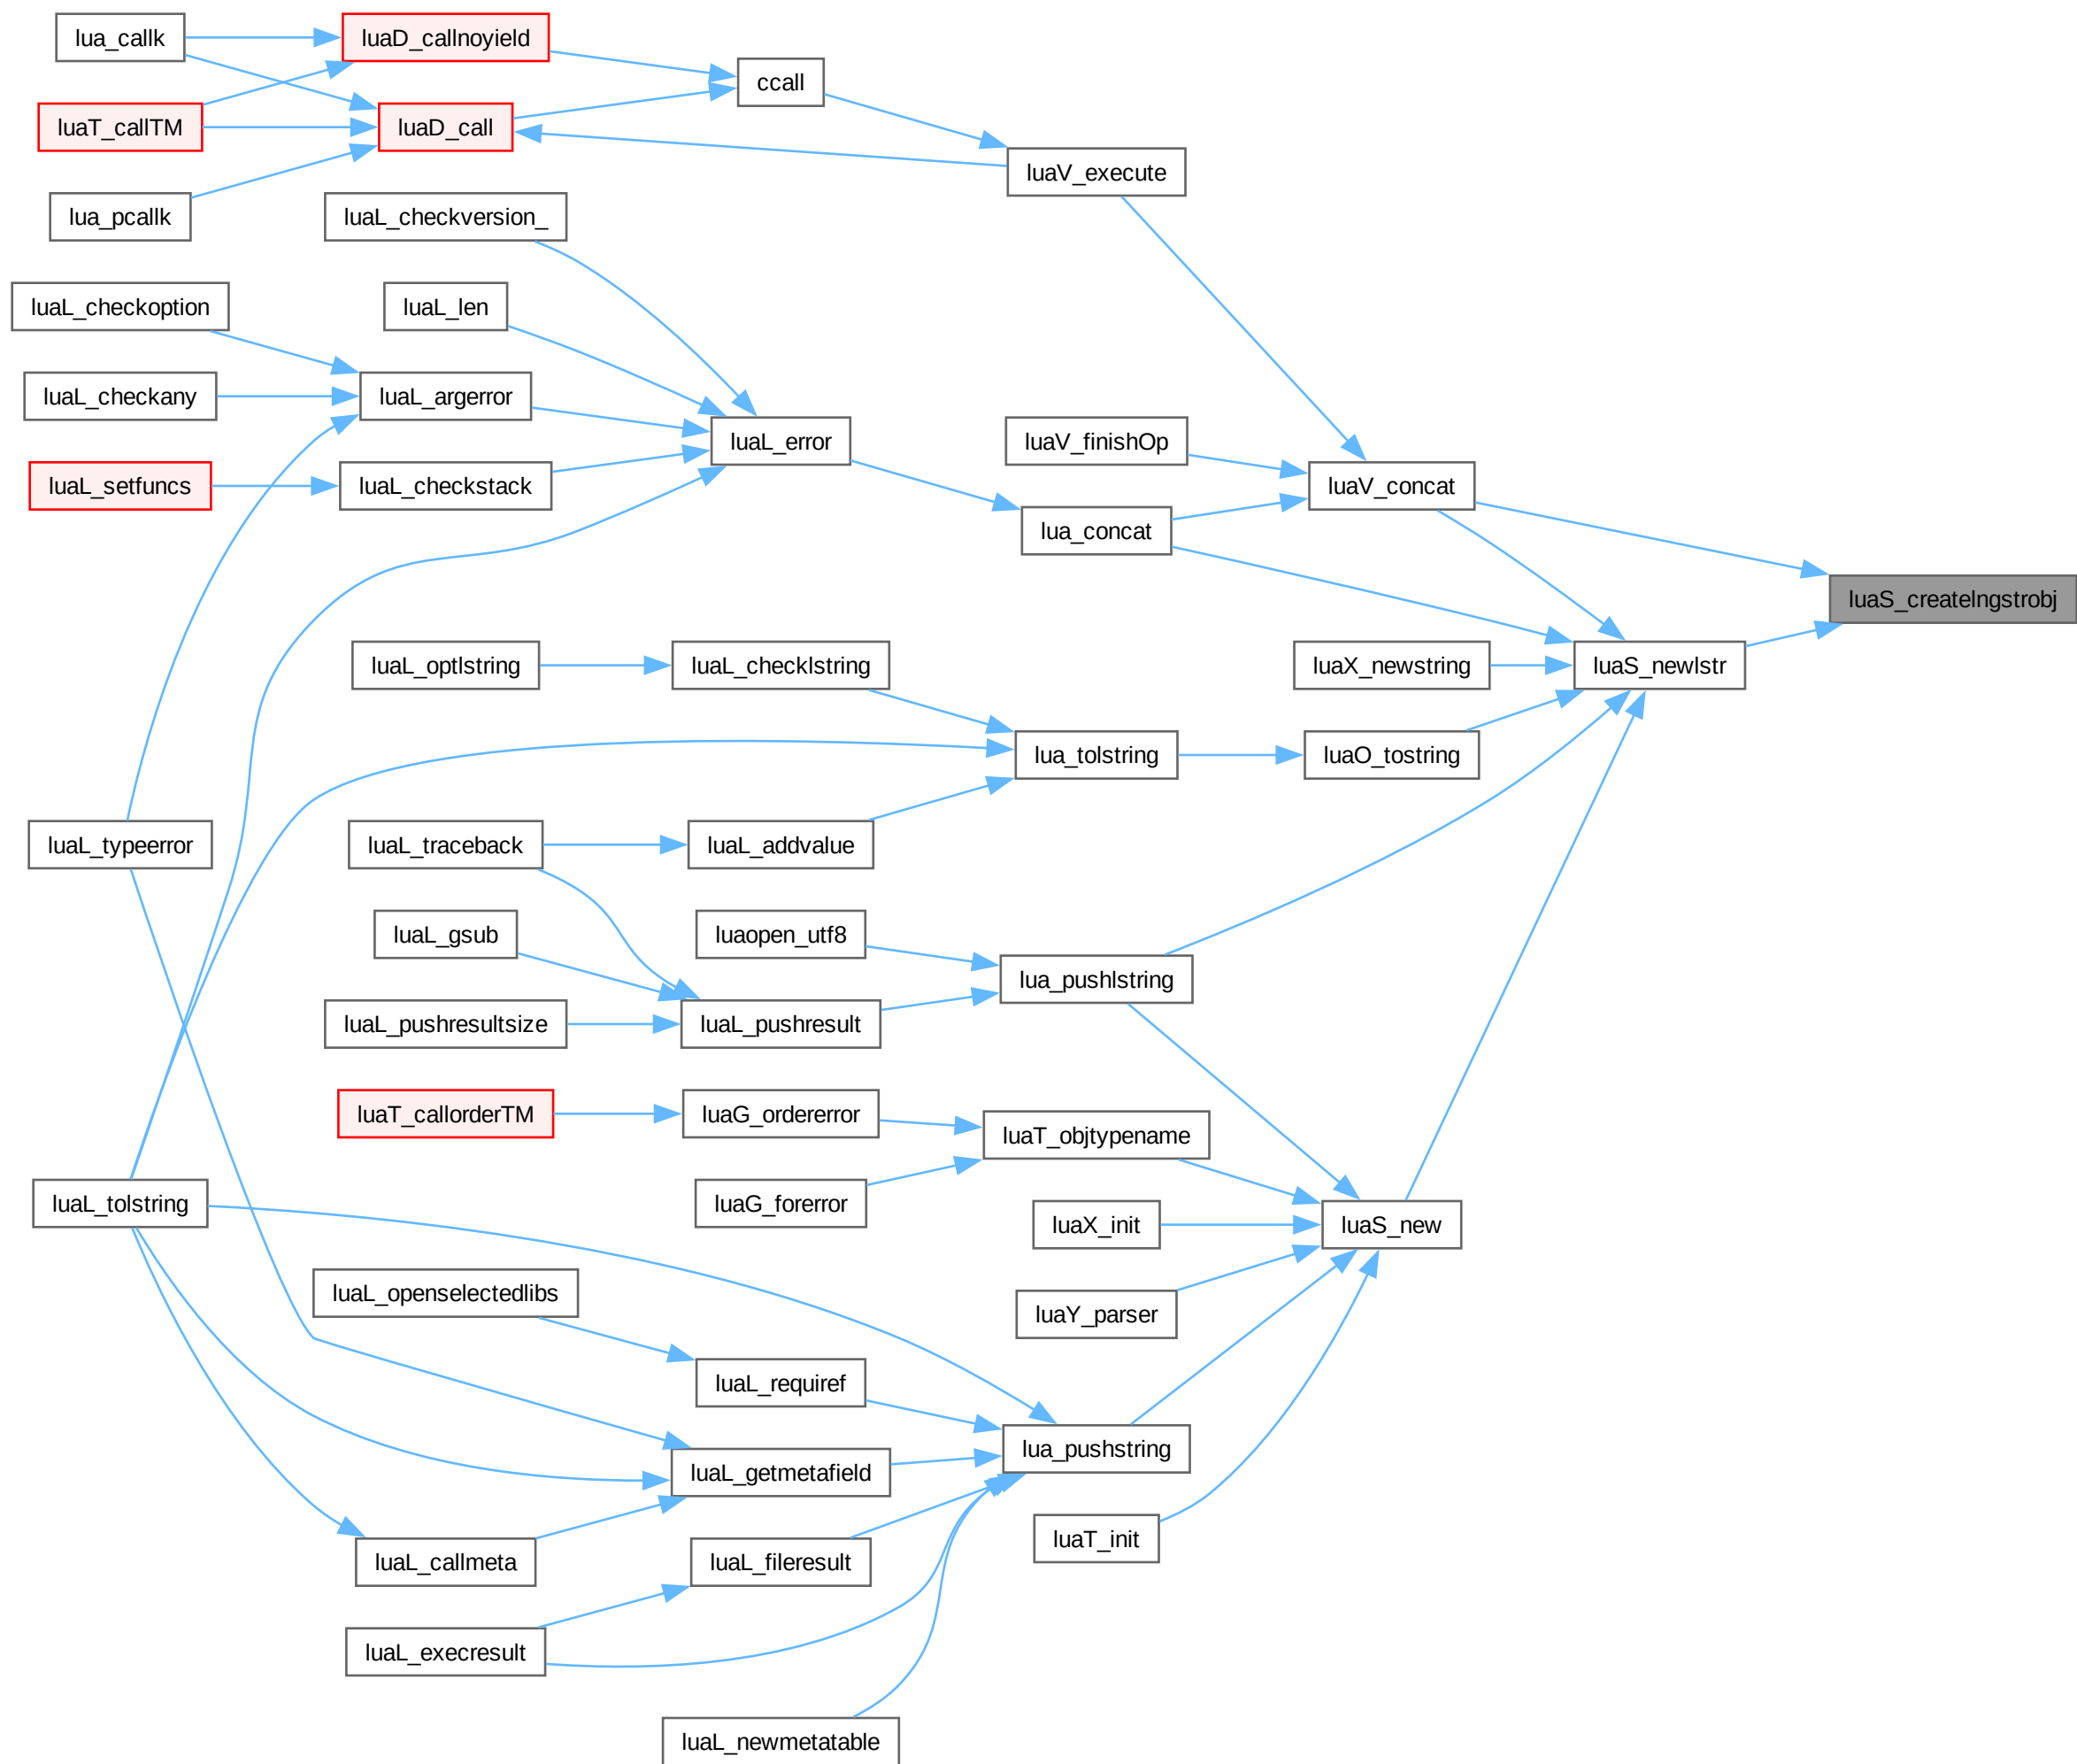 lua_callk
luaD_callnoyield
ccall
luaT_callTM
luaD_call
luaV_execute
lua_pcallk
luaL_checkversion_
luaL_checkoption
luaL_len
luaL_checkany
luaL_argerror
luaL_error
luaV_finishOp
luaL_setfuncs
luaL_checkstack
luaV_concat
lua_concat
luaS_createlngstrobj
luaL_optlstring
luaL_checklstring
luaX_newstring
luaS_newlstr
lua_tolstring
luaO_tostring
luaL_typeerror
luaL_traceback
luaL_addvalue
luaL_gsub
luaopen_utf8
lua_pushlstring
luaL_pushresultsize
luaL_pushresult
luaT_callorderTM
luaG_ordererror
luaT_objtypename
luaL_tolstring
luaG_forerror
luaX_init
luaS_new
luaL_openselectedlibs
luaY_parser
luaL_requiref
lua_pushstring
luaL_getmetafield
luaT_init
luaL_callmeta
luaL_fileresult
luaL_execresult
luaL_newmetatable